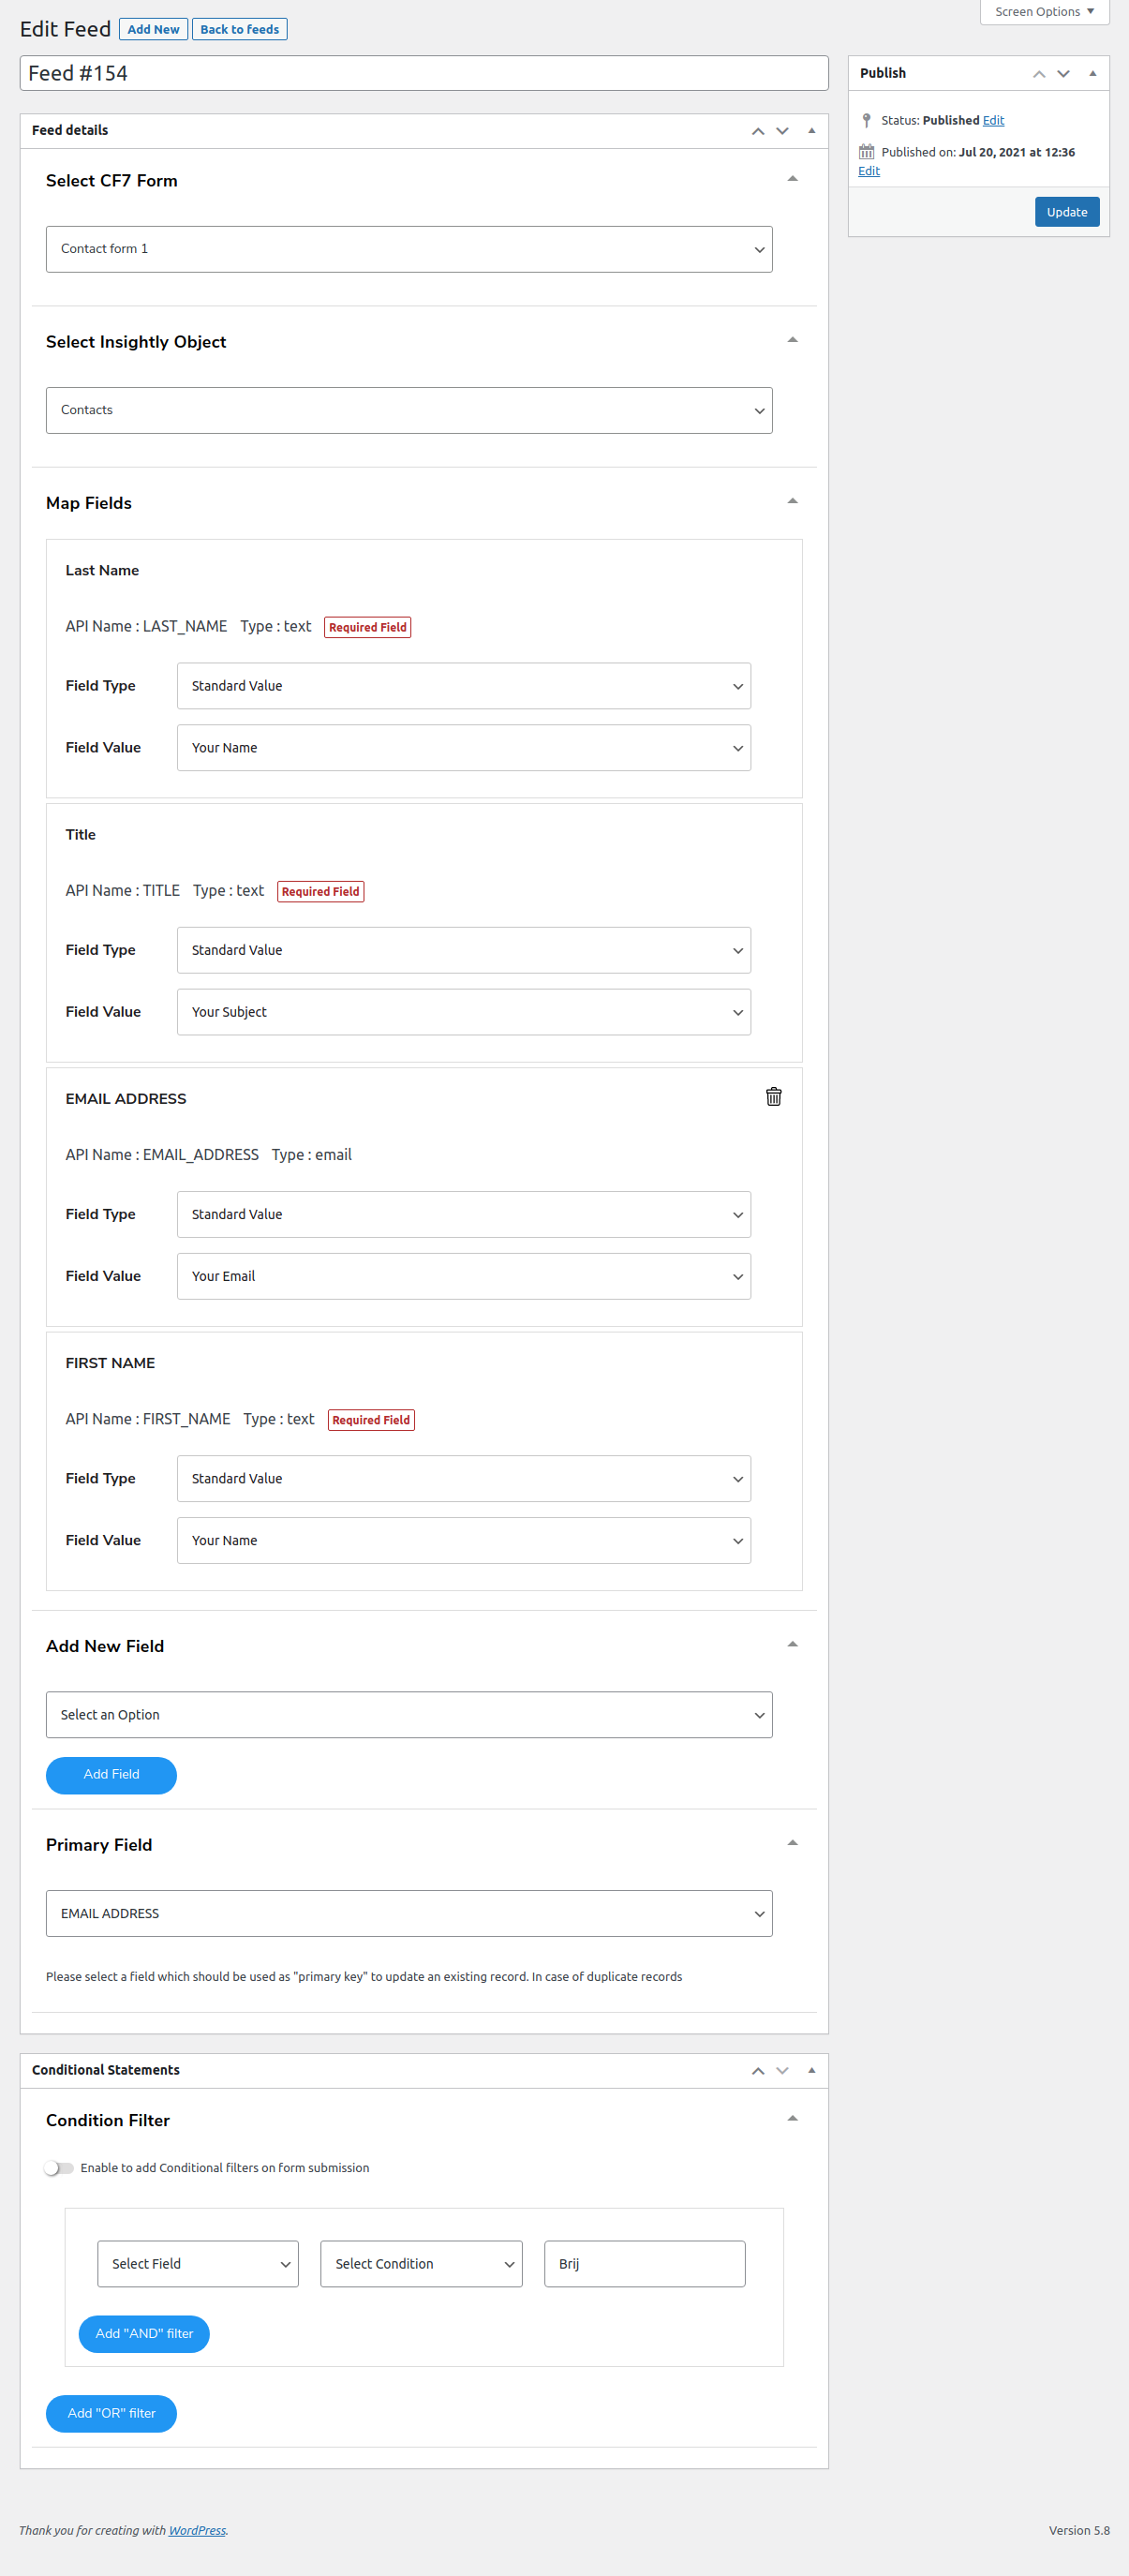 Screen Options
Edit Feed Add New Back to feeds
Feed #154
Publish
Status: Published Edit
Published on: Jul 20, 2021 at 12:36
Edit
Update
Feed details
Select CF7 Form
Contact form 1
Select Insightly Object
Contacts
Map Fields
Last Name
API Name : LAST_NAME Type : text Required Field
Field Type Standard Value
Field Value Your Name
Title
API Name : TITLE Type : text Required Field
Field Type Standard Value
Field Value Your Subject
EMAIL ADDRESS
API Name : EMAIL_ADDRESS Type : email
Field Type Standard Value
Field Value Your Email
FIRST NAME
API Name : FIRST_NAME Type : text Required Field
Field Type Standard Value
Field Value Your Name
Add New Field
Select an Option
Add Field
Primary Field
EMAIL ADDRESS
Please select a field which should be used as "primary key" to update an existing record. In case of duplicate records
Conditional Statements
Condition Filter
Enable to add Conditional filters on form submission
Select Field Select Condition Brij
Add "AND" filter
Add "OR" filter
Thank you for creating with WordPress. Version 5.8